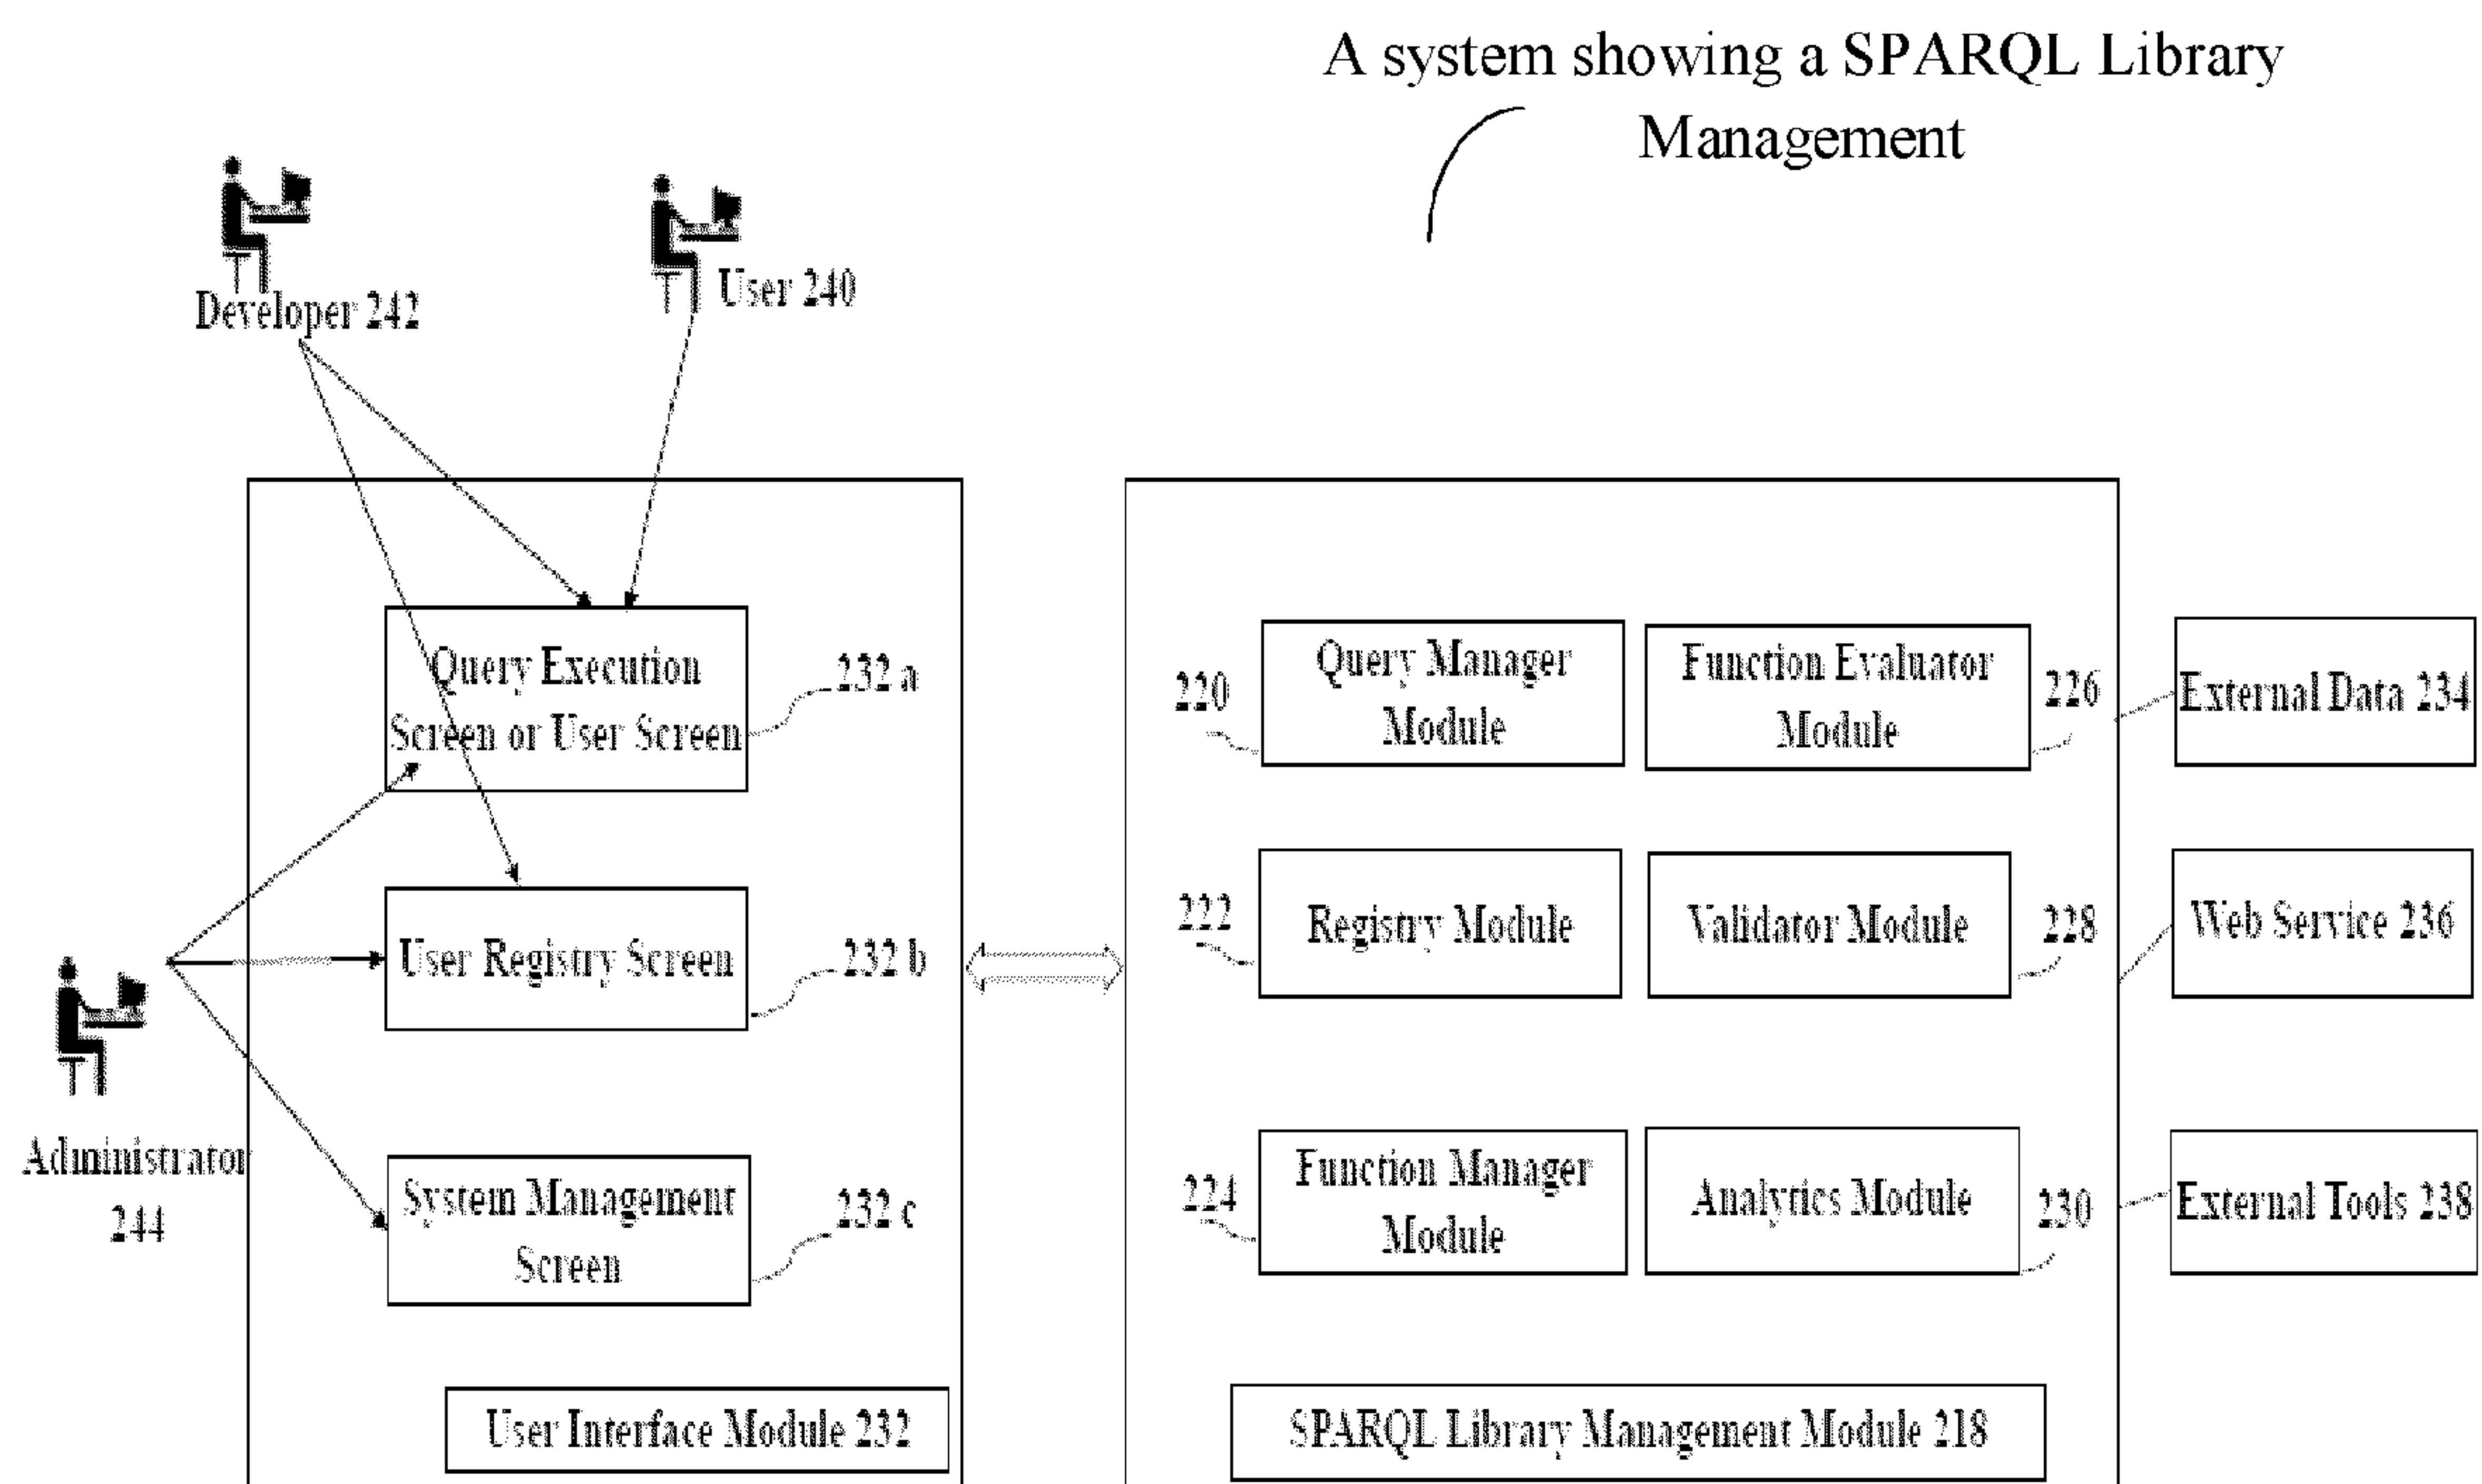 A system showing a SPARQL Library
Management
Developer 242
User 240
Query Execution
Screen or User Screen
232 a
User Registry Screen
232 b
System Management
Screen
232 c
User Interface Module 232
Administrator
244
220
Query Manager
Module
Function Evaluator
Module
226
External Data 234
222
Registry Module
Validator Module
228
Web Service 236
224
Function Manager
Module
Analytics Module
230
External Tools 238
SPARQL Library Management Module 218